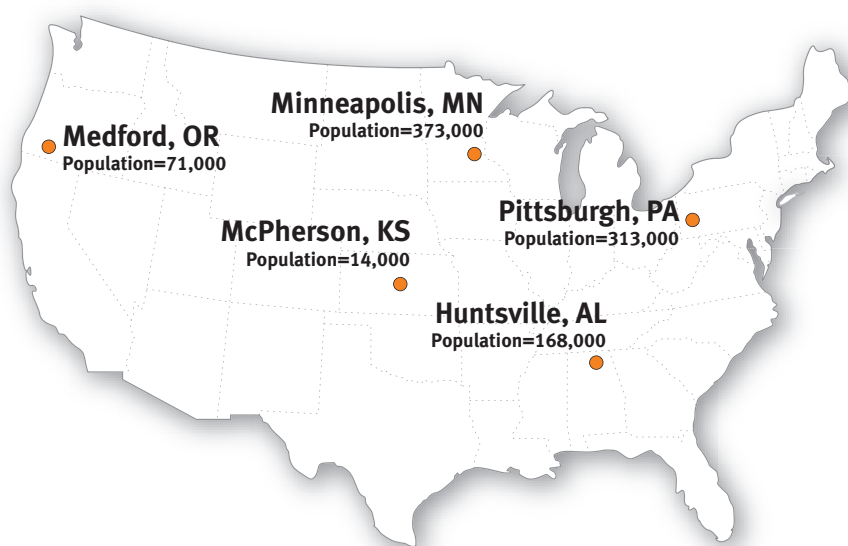 Minneapolis, MN
Population=373,000
Medford, OR
Population=71,000
Pittsburgh, PA
Population=313,000
McPherson, KS
Population=14,000
Huntsville, AL
Population=168,000